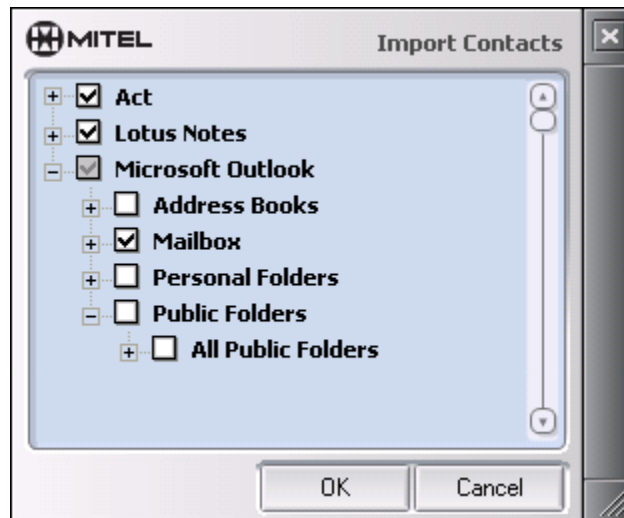 MITEL
Import Contacts
Act
Lotus Notes
Microsoft Outlook
Address Books
Mailbox
Personal Folders
Public Folders
All Public Folders
OK
Cancel